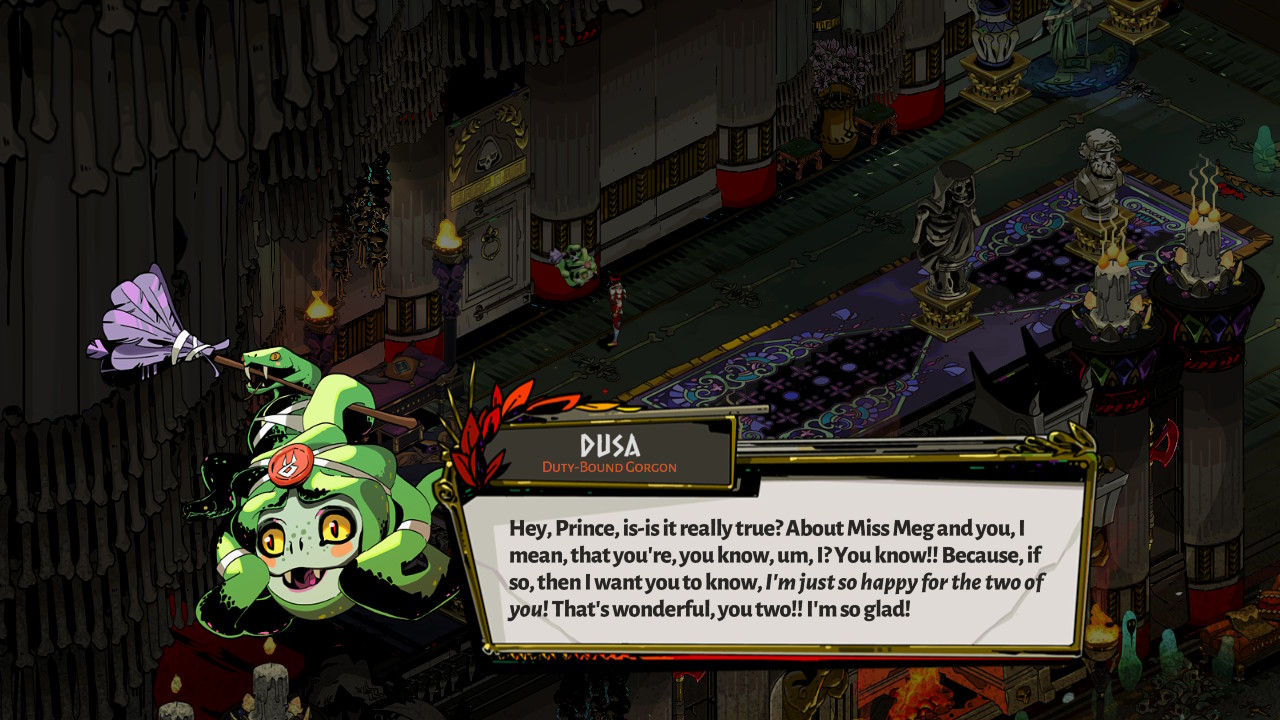 DUSA
DUTY-BOUND GORGON
Hey, Prince, is-is it really true? About Miss Meg and you, I
mean, that you're, you know, um, I? You know!! Because, if
so, then I want you to know, I'm just so happy for the two of
you! That's wonderful, you two!! I'm so glad!